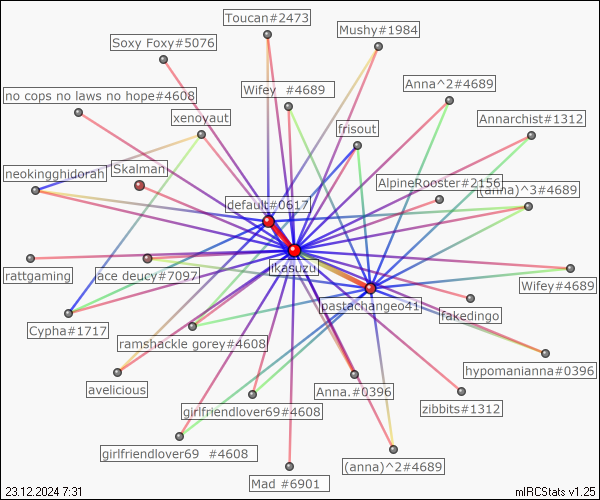 Toucan#2473
Mushy#1984
Soxy Foxy#5076
Wifey  #4689
Anna^2#4689
no cops no laws no hope#4608
xenoyaut
frisout
Annarchist#1312
neokingghidorah
Skalman
AlpineRooster#2156
(anna)^3#4689
default#0617
ikasuzu
rattgaming
ace deucy#7097
Wifey#4689
pastachangeo41
fakedingo
Cypha#1717
ramshackle gorey#4608
hypomanianna#0396
avelicious
Anna.#0396
girlfriendlover69#4608
zibbits#1312
girlfriendlover69  #4608
(anna)^2#4689
Mad #6901
23.12.2024 7:31
mIRCStats v1.25